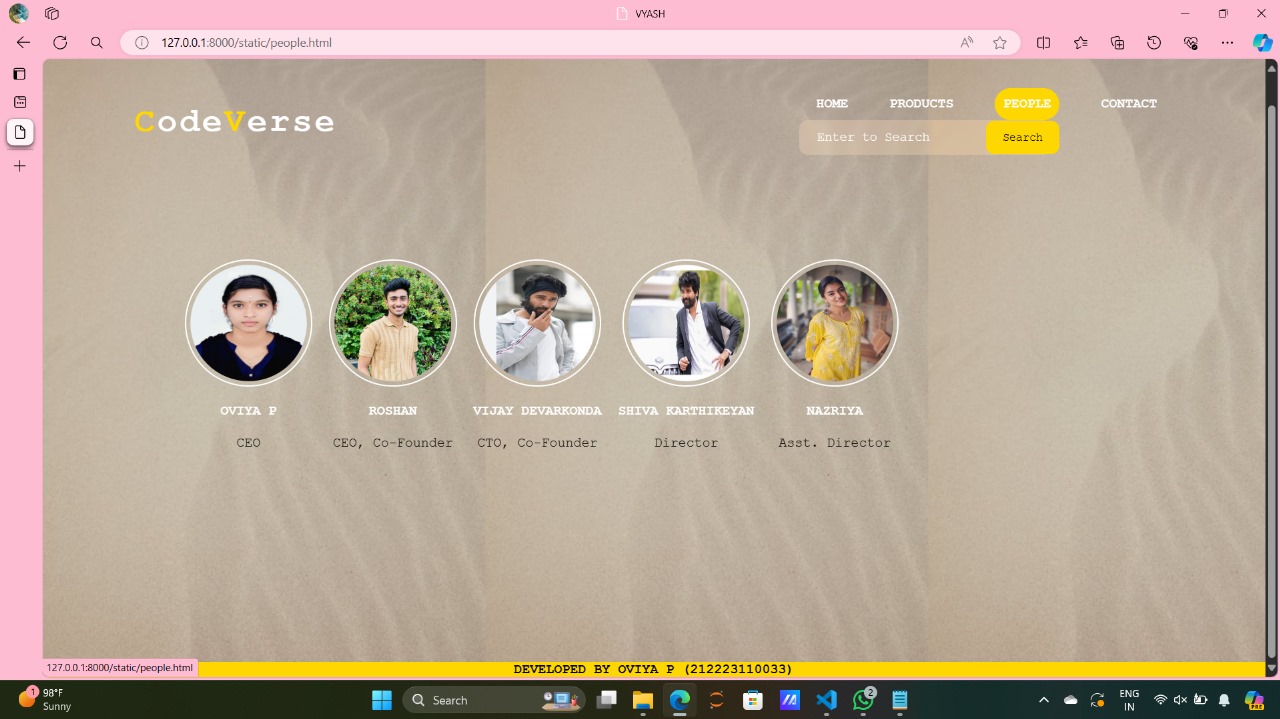 VYASH
127.0.0.1:8000/static/people.html
CodeVerse
HOME PRODUCTS PEOPLE CONTACT
Enter to Search Search
OVIYA P ROSHAN VIJAY DEVARKONDA SHIVA KARTHIKEYAN NAZRIYA
CEO CEO, Co-Founder CTO, Co-Founder Director Asst. Director
127.0.0.1:8000/static/people.html
DEVELOPED BY OVIYA P (212223110033)
1
98°F
Sunny
Search
2
ENG
IN
PRE